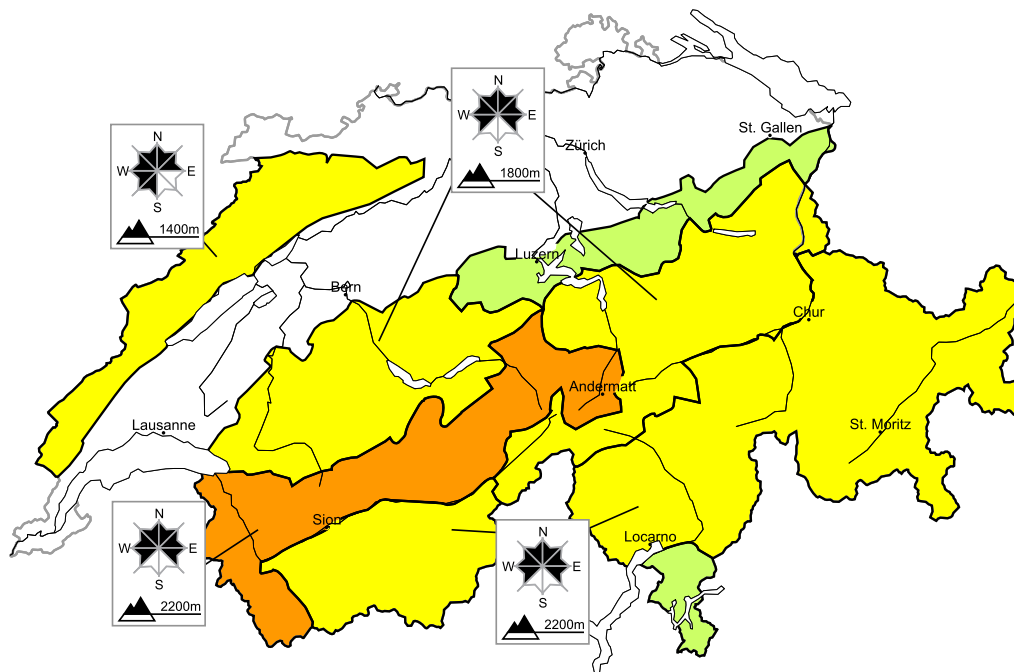 N
W E
S
1800m
St. Gallen
Zürich
N
W E
S
1400m
Luzern
Bern
Chur
Andermatt
Lausanne
St. Moritz
Sion
Locarno
N
W E
S
2200m
N
W E
S
2200m